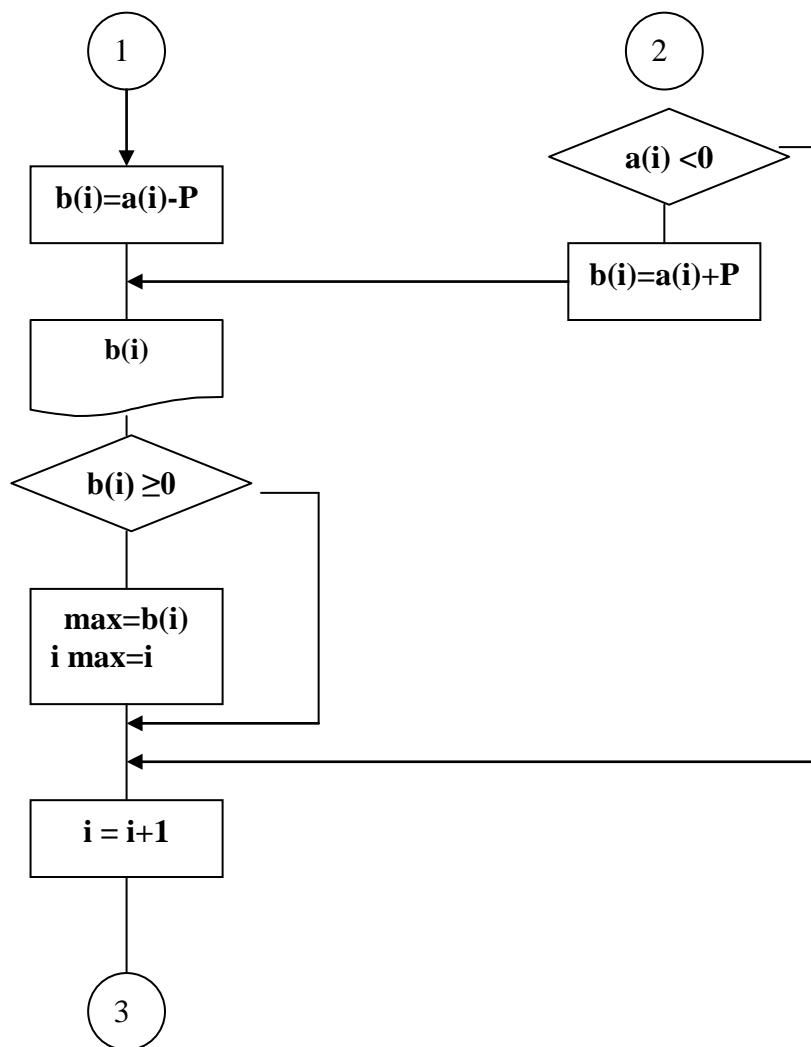 1
2
a(i) <0
b(i)=a(i)-P
b(i)=a(i)+P
b(i)
b(i) ≥0
max=b(i)
i max=i
i = i+1
3